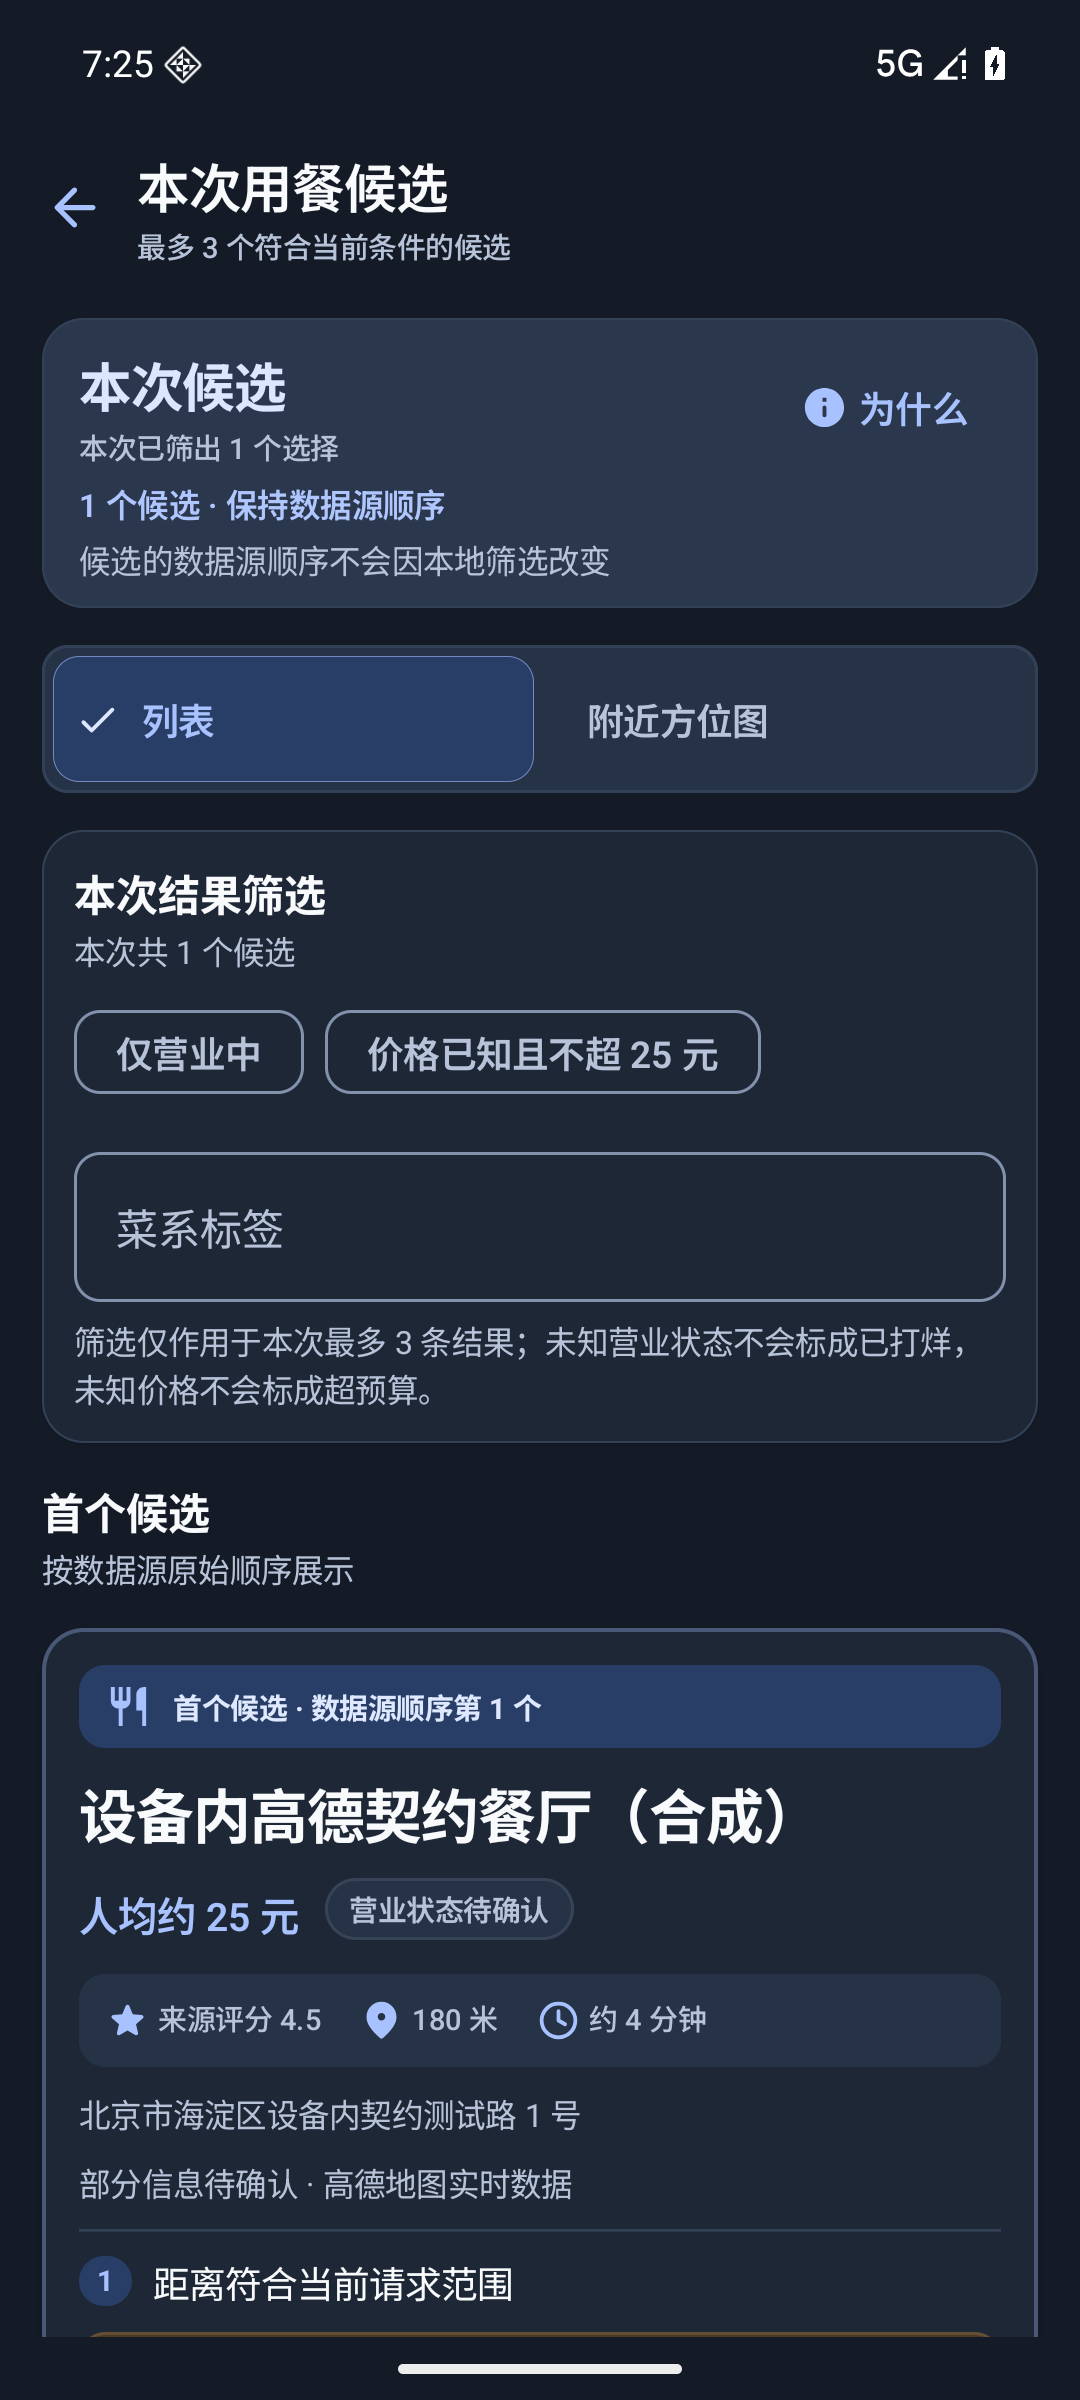 7:25
5G
本次用餐候选
最多 3 个符合当前条件的候选
本次候选
为什么
本次已筛出 1 个选择
1 个候选 · 保持数据源顺序
候选的数据源顺序不会因本地筛选改变
列表
附近方位图
本次结果筛选
本次共 1 个候选
仅营业中
价格已知且不超 25 元
菜系标签
筛选仅作用于本次最多 3 条结果；未知营业状态不会标成已打烊，
未知价格不会标成超预算。
首个候选
按数据源原始顺序展示
首个候选 · 数据源顺序第 1 个
设备内高德契约餐厅（合成）
人均约 25 元
营业状态待确认
来源评分 4.5
180 米
约 4 分钟
北京市海淀区设备内契约测试路 1 号
部分信息待确认 · 高德地图实时数据
1 距离符合当前请求范围